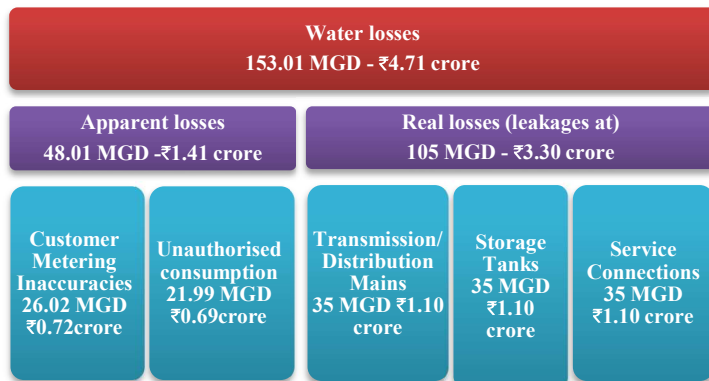 Water losses
153.01 MGD - ₹4.71 crore
Apparent losses
48.01 MGD -₹1.41 crore
Real losses (leakages at)
105 MGD - ₹3.30 crore
Customer
Metering
Inaccuracies
26.02 MGD
₹0.72crore
Unauthorised
consumption
21.99 MGD
₹0.69crore
Transmission/
Distribution
Mains
35 MGD ₹1.10
crore
Storage
Tanks
35 MGD
₹1.10
crore
Service
Connections
35 MGD
₹1.10 crore